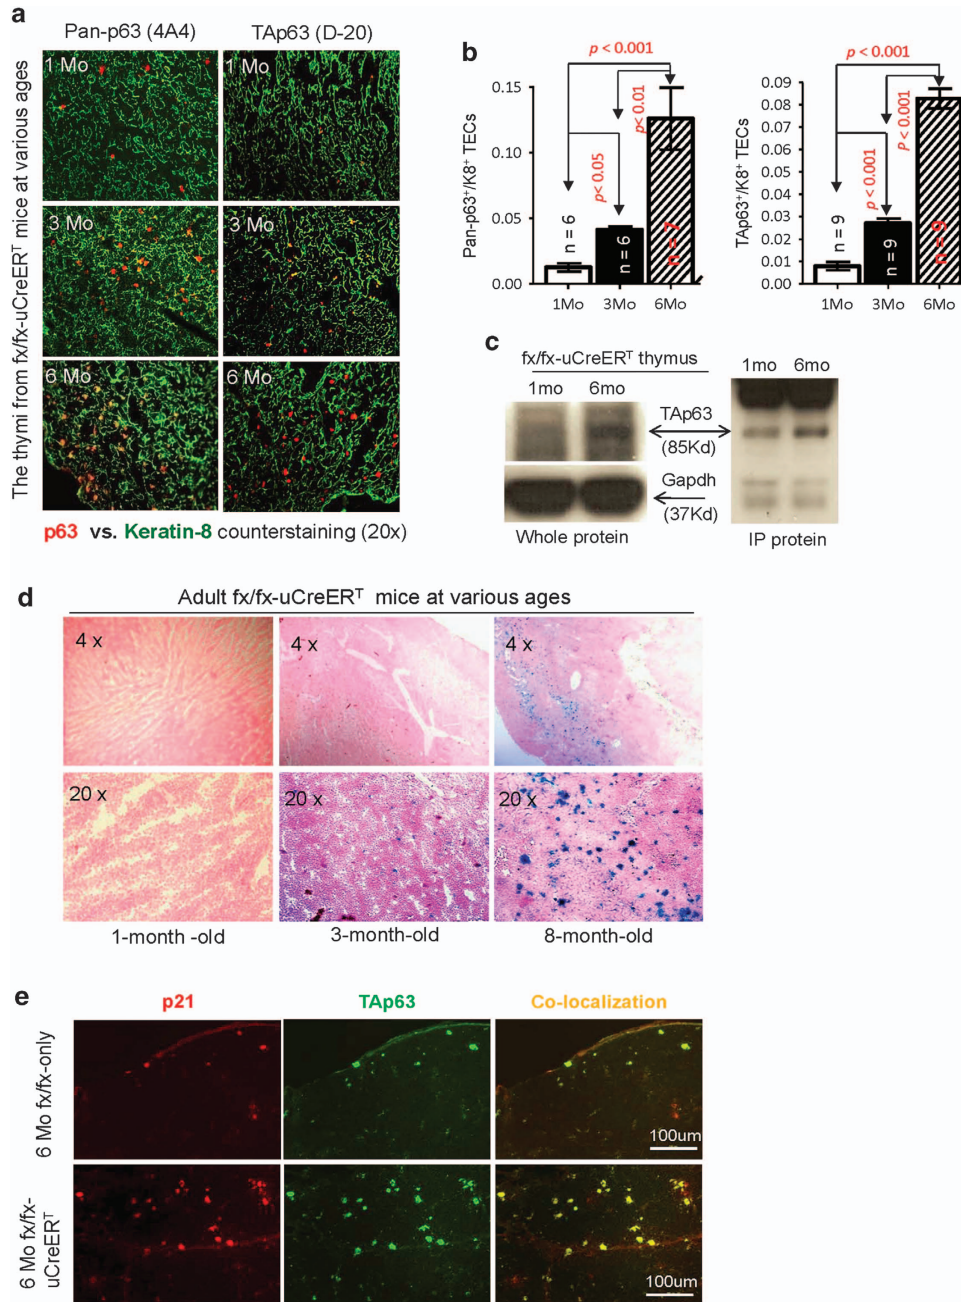 a
Pan-p63 (4A4)
TAp63 (D-20)
The thymi from fx/fx-uCreERᵀ mice at various ages
1 Mo
1 Mo
3 Mo
3 Mo
6 Mo
6 Mo
p63 vs. Keratin-8 counterstaining (20x)
b
Pan-p63⁺/K8⁺ TECs
0.15
0.10
0.05
0.00
p < 0.001
p< 0.01
p< 0.05
n = 6
n = 6
n = 7
1Mo
3Mo
6Mo
TAp63⁺/K8⁺ TECs
0.09
0.08
0.07
0.06
0.05
0.04
0.03
0.02
0.01
0.00
p < 0.001
P < 0.001
p < 0.001
n = 9
n = 9
n = 9
1Mo
3Mo
6Mo
c
fx/fx-uCreERᵀ thymus
1mo
6mo
1mo
6mo
TAp63
(85Kd)
Gapdh
(37Kd)
Whole protein
IP protein
d
Adult fx/fx-uCreERᵀ mice at various ages
4 x
4 x
4 x
20 x
20 x
20 x
1-month -old
3-month-old
8-month-old
e
p21
TAp63
Co-localization
6 Mo fx/fx-only
100um
6 Mo fx/fx-
uCreERᵀ
100um